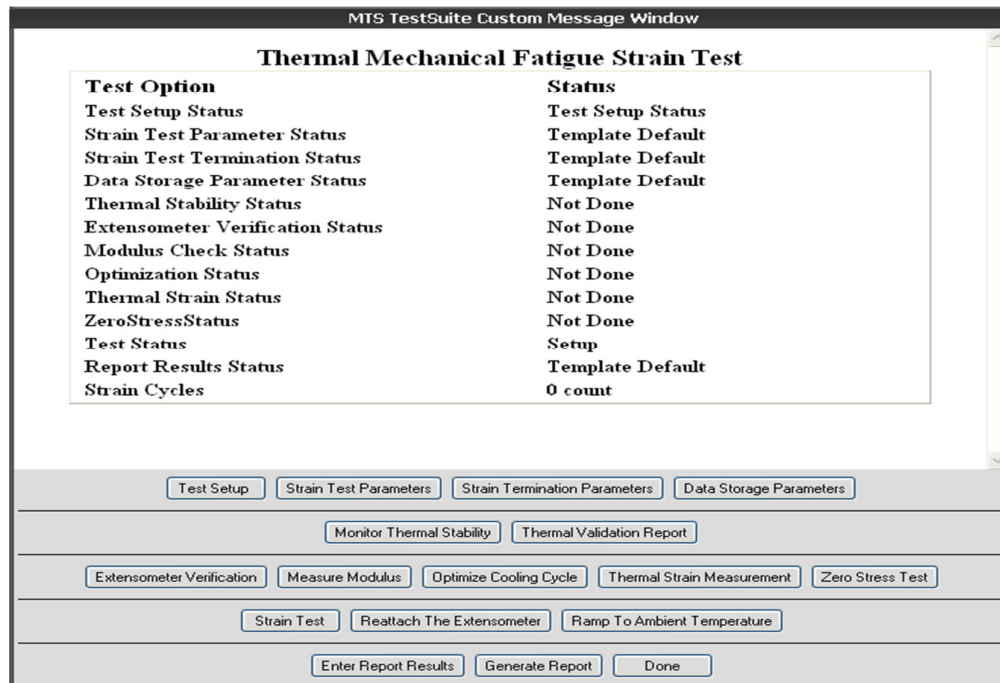 MTS TestSuite Custom Message Window
Thermal Mechanical Fatigue Strain Test
Test Option Status
Test Setup Status Test Setup Status
Strain Test Parameter Status Template Default
Strain Test Termination Status Template Default
Data Storage Parameter Status Template Default
Thermal Stability Status Not Done
Extensometer Verification Status Not Done
Modulus Check Status Not Done
Optimization Status Not Done
Thermal Strain Status Not Done
ZeroStressStatus Not Done
Test Status Setup
Report Results Status Template Default
Strain Cycles 0 count
Test Setup Strain Test Parameters Strain Termination Parameters Data Storage Parameters
Monitor Thermal Stability Thermal Validation Report
Extensometer Verification Measure Modulus Optimize Cooling Cycle Thermal Strain Measurement Zero Stress Test
Strain Test Reattach The Extensometer Ramp To Ambient Temperature
Enter Report Results Generate Report Done